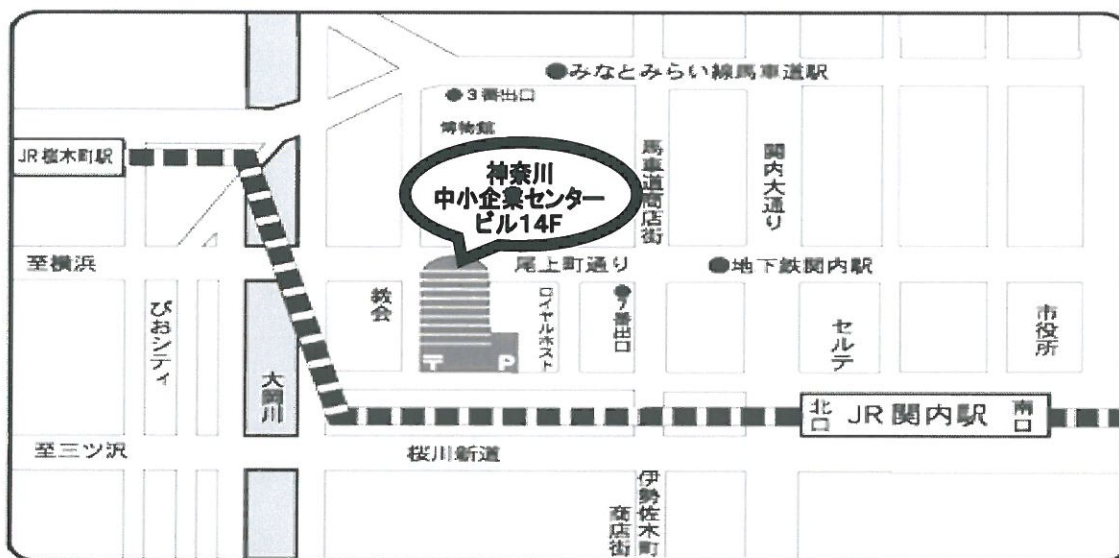 ●みなとみらい線馬車道駅
●3番出口
博物館
JR桜木町駅
神奈川
中小企業センター
ビル14F
馬車道商店街
関内大通り
至横浜
尾上町通り
●地下鉄関内駅
ぴおシティ
大岡川
教会
〒
P
ロイヤルホスト
●7番出口
セルテ
市役所
北口
JR関内駅
南口
至三ツ沢
桜川新道
伊勢佐木町
商店街